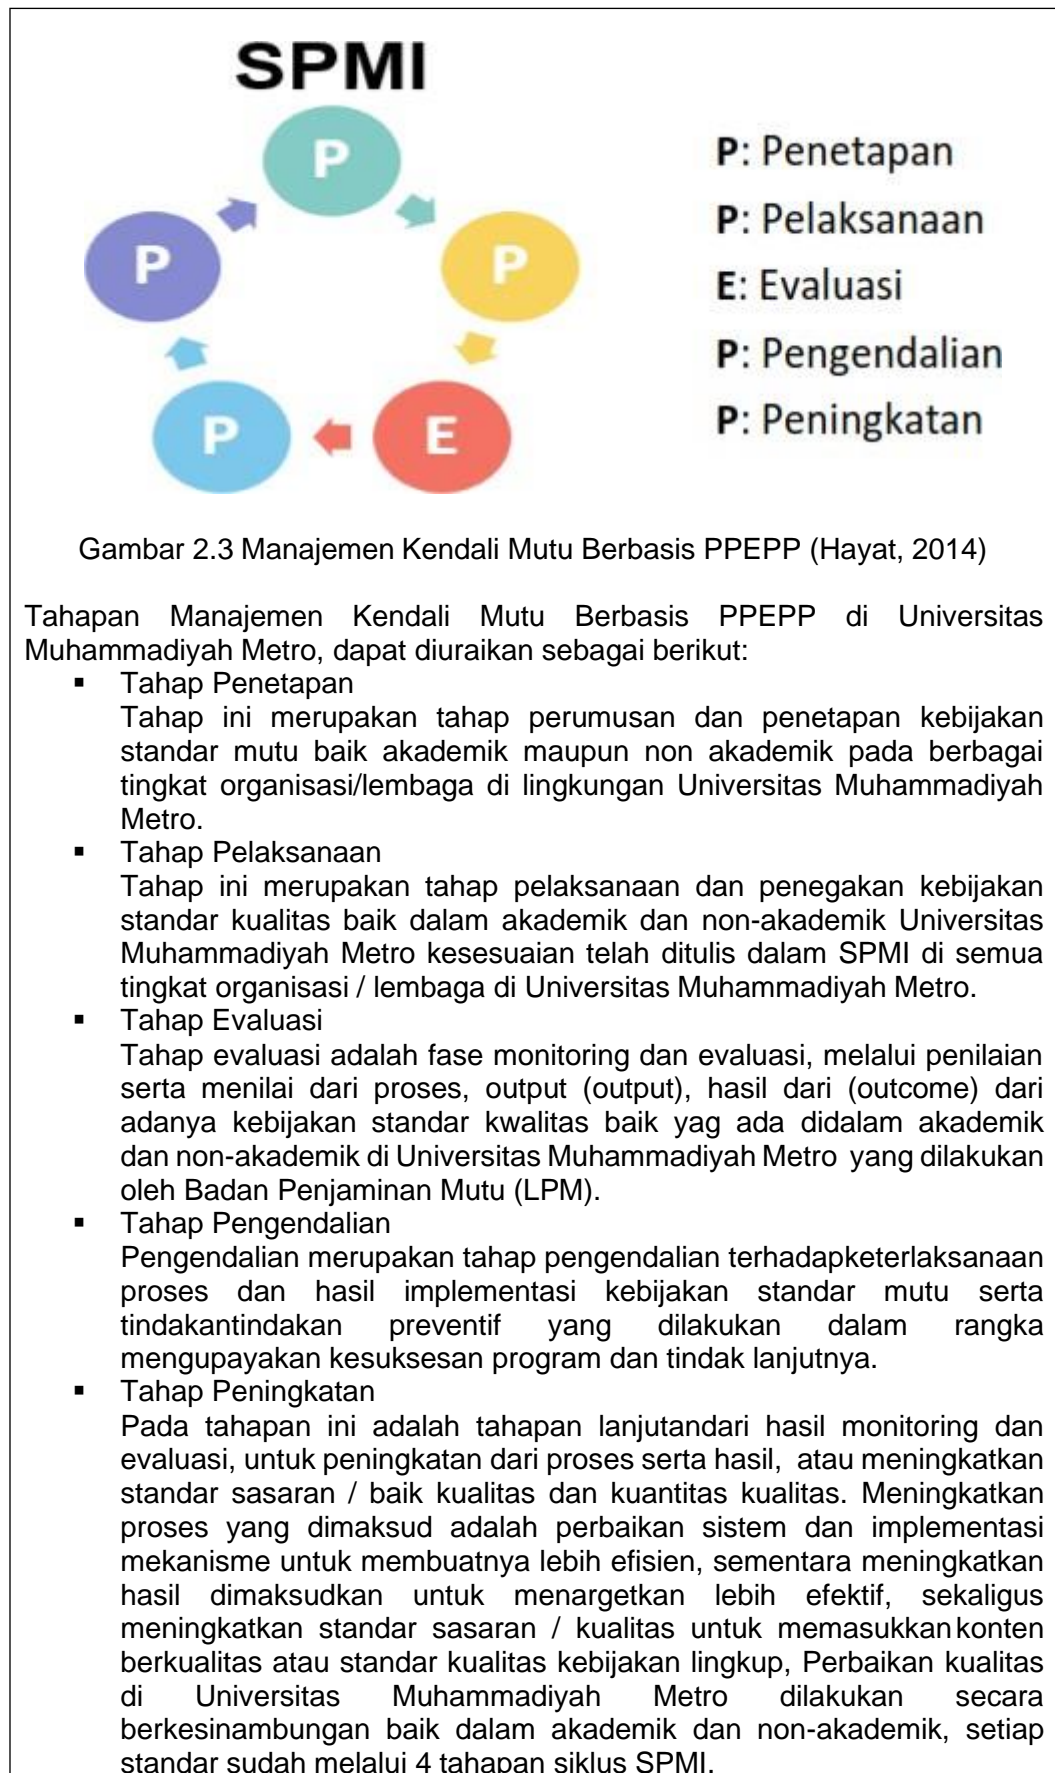 SPMI
P
P
P
P
E
P: Penetapan
P: Pelaksanaan
E: Evaluasi
P: Pengendalian
P: Peningkatan
Gambar 2.3 Manajemen Kendali Mutu Berbasis PPEPP (Hayat, 2014)
Tahapan Manajemen Kendali Mutu Berbasis PPEPP di Universitas
Muhammadiyah Metro, dapat diuraikan sebagai berikut:
▪ Tahap Penetapan
Tahap ini merupakan tahap perumusan dan penetapan kebijakan
standar mutu baik akademik maupun non akademik pada berbagai
tingkat organisasi/lembaga di lingkungan Universitas Muhammadiyah
Metro.
▪ Tahap Pelaksanaan
Tahap ini merupakan tahap pelaksanaan dan penegakan kebijakan
standar kualitas baik dalam akademik dan non-akademik Universitas
Muhammadiyah Metro kesesuaian telah ditulis dalam SPMI di semua
tingkat organisasi / lembaga di Universitas Muhammadiyah Metro.
▪ Tahap Evaluasi
Tahap evaluasi adalah fase monitoring dan evaluasi, melalui penilaian
serta menilai dari proses, output (output), hasil dari (outcome) dari
adanya kebijakan standar kwalitas baik yag ada didalam akademik
dan non-akademik di Universitas Muhammadiyah Metro yang dilakukan
oleh Badan Penjaminan Mutu (LPM).
▪ Tahap Pengendalian
Pengendalian merupakan tahap pengendalian terhadapketerlaksanaan
proses dan hasil implementasi kebijakan standar mutu serta
tindakantindakan preventif yang dilakukan dalam rangka
mengupayakan kesuksesan program dan tindak lanjutnya.
▪ Tahap Peningkatan
Pada tahapan ini adalah tahapan lanjutandari hasil monitoring dan
evaluasi, untuk peningkatan dari proses serta hasil, atau meningkatkan
standar sasaran / baik kualitas dan kuantitas kualitas. Meningkatkan
proses yang dimaksud adalah perbaikan sistem dan implementasi
mekanisme untuk membuatnya lebih efisien, sementara meningkatkan
hasil dimaksudkan untuk menargetkan lebih efektif, sekaligus
meningkatkan standar sasaran / kualitas untuk memasukkan konten
berkualitas atau standar kualitas kebijakan lingkup, Perbaikan kualitas
di Universitas Muhammadiyah Metro dilakukan secara
berkesinambungan baik dalam akademik dan non-akademik, setiap
standar sudah melalui 4 tahapan siklus SPMI.